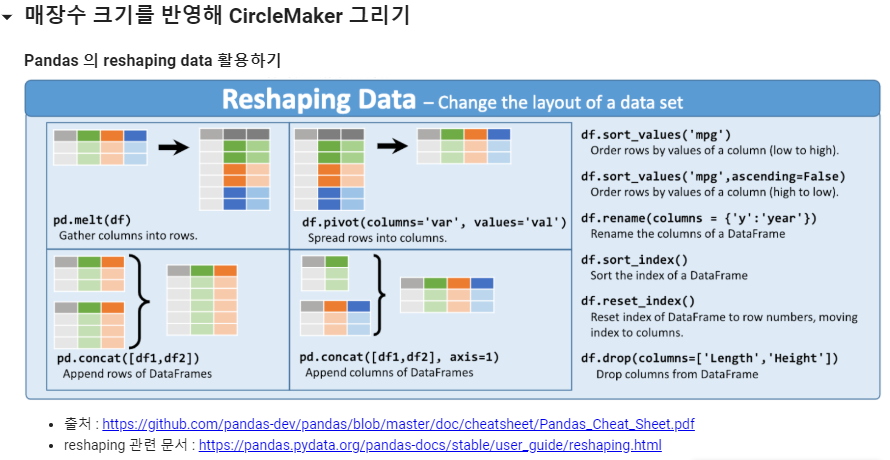 매장수 크기를 반영해 CircleMaker 그리기
Pandas 의 reshaping data 활용하기
Reshaping Data – Change the layout of a data set
pd.melt(df)
Gather columns into rows.
df.pivot(columns='var', values='val')
Spread rows into columns.
pd.concat([df1,df2])
Append rows of DataFrames
pd.concat([df1,df2], axis=1)
Append columns of DataFrames
df.sort_values('mpg')
Order rows by values of a column (low to high).
df.sort_values('mpg',ascending=False)
Order rows by values of a column (high to low).
df.rename(columns = {'y':'year'})
Rename the columns of a DataFrame
df.sort_index()
Sort the index of a DataFrame
df.reset_index()
Reset index of DataFrame to row numbers, moving
index to columns.
df.drop(columns=['Length','Height'])
Drop columns from DataFrame
• 출처 : https://github.com/pandas-dev/pandas/blob/master/doc/cheatsheet/Pandas_Cheat_Sheet.pdf
• reshaping 관련 문서 : https://pandas.pydata.org/pandas-docs/stable/user_guide/reshaping.html